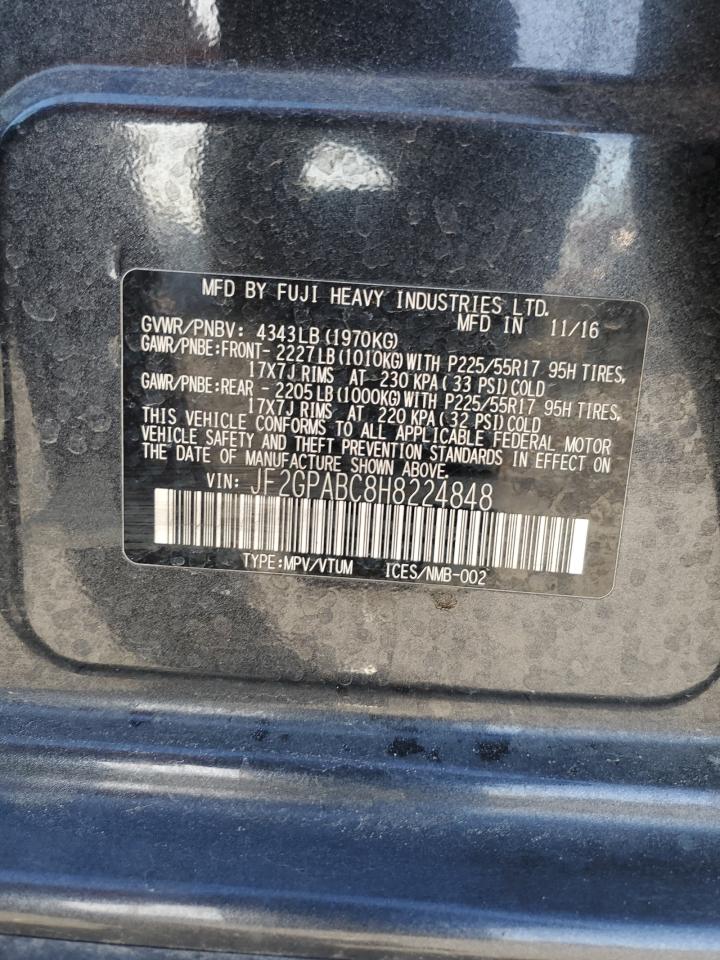 MFD BY FUJI HEAVY INDUSTRIES LTD.
MFD IN 11/16
GVWR/PNBV: 4343LB(1970KG)
GAWR/PNBE:FRONT- 2227LB(1010KG)WITH P225/55R17 95H TIRES,
17X7J RIMS AT 230 KPA(33 PSI)COLD
GAWR/PNBE:REAR - 2205LB(1000KG)WITH P225/55R17 95H TIRES,
17X7J RIMS AT 220 KPA(32 PSI)COLD
THIS VEHICLE CONFORMS TO ALL APPLICABLE FEDERAL MOTOR
VEHICLE SAFETY AND THEFT PREVENTION STANDARDS IN EFFECT ON
THE DATE OF MANUFACTURE SHOWN ABOVE.
VIN: JF2GPABC8H8224848
TYPE:MPV/VTUM ICES/NMB-002